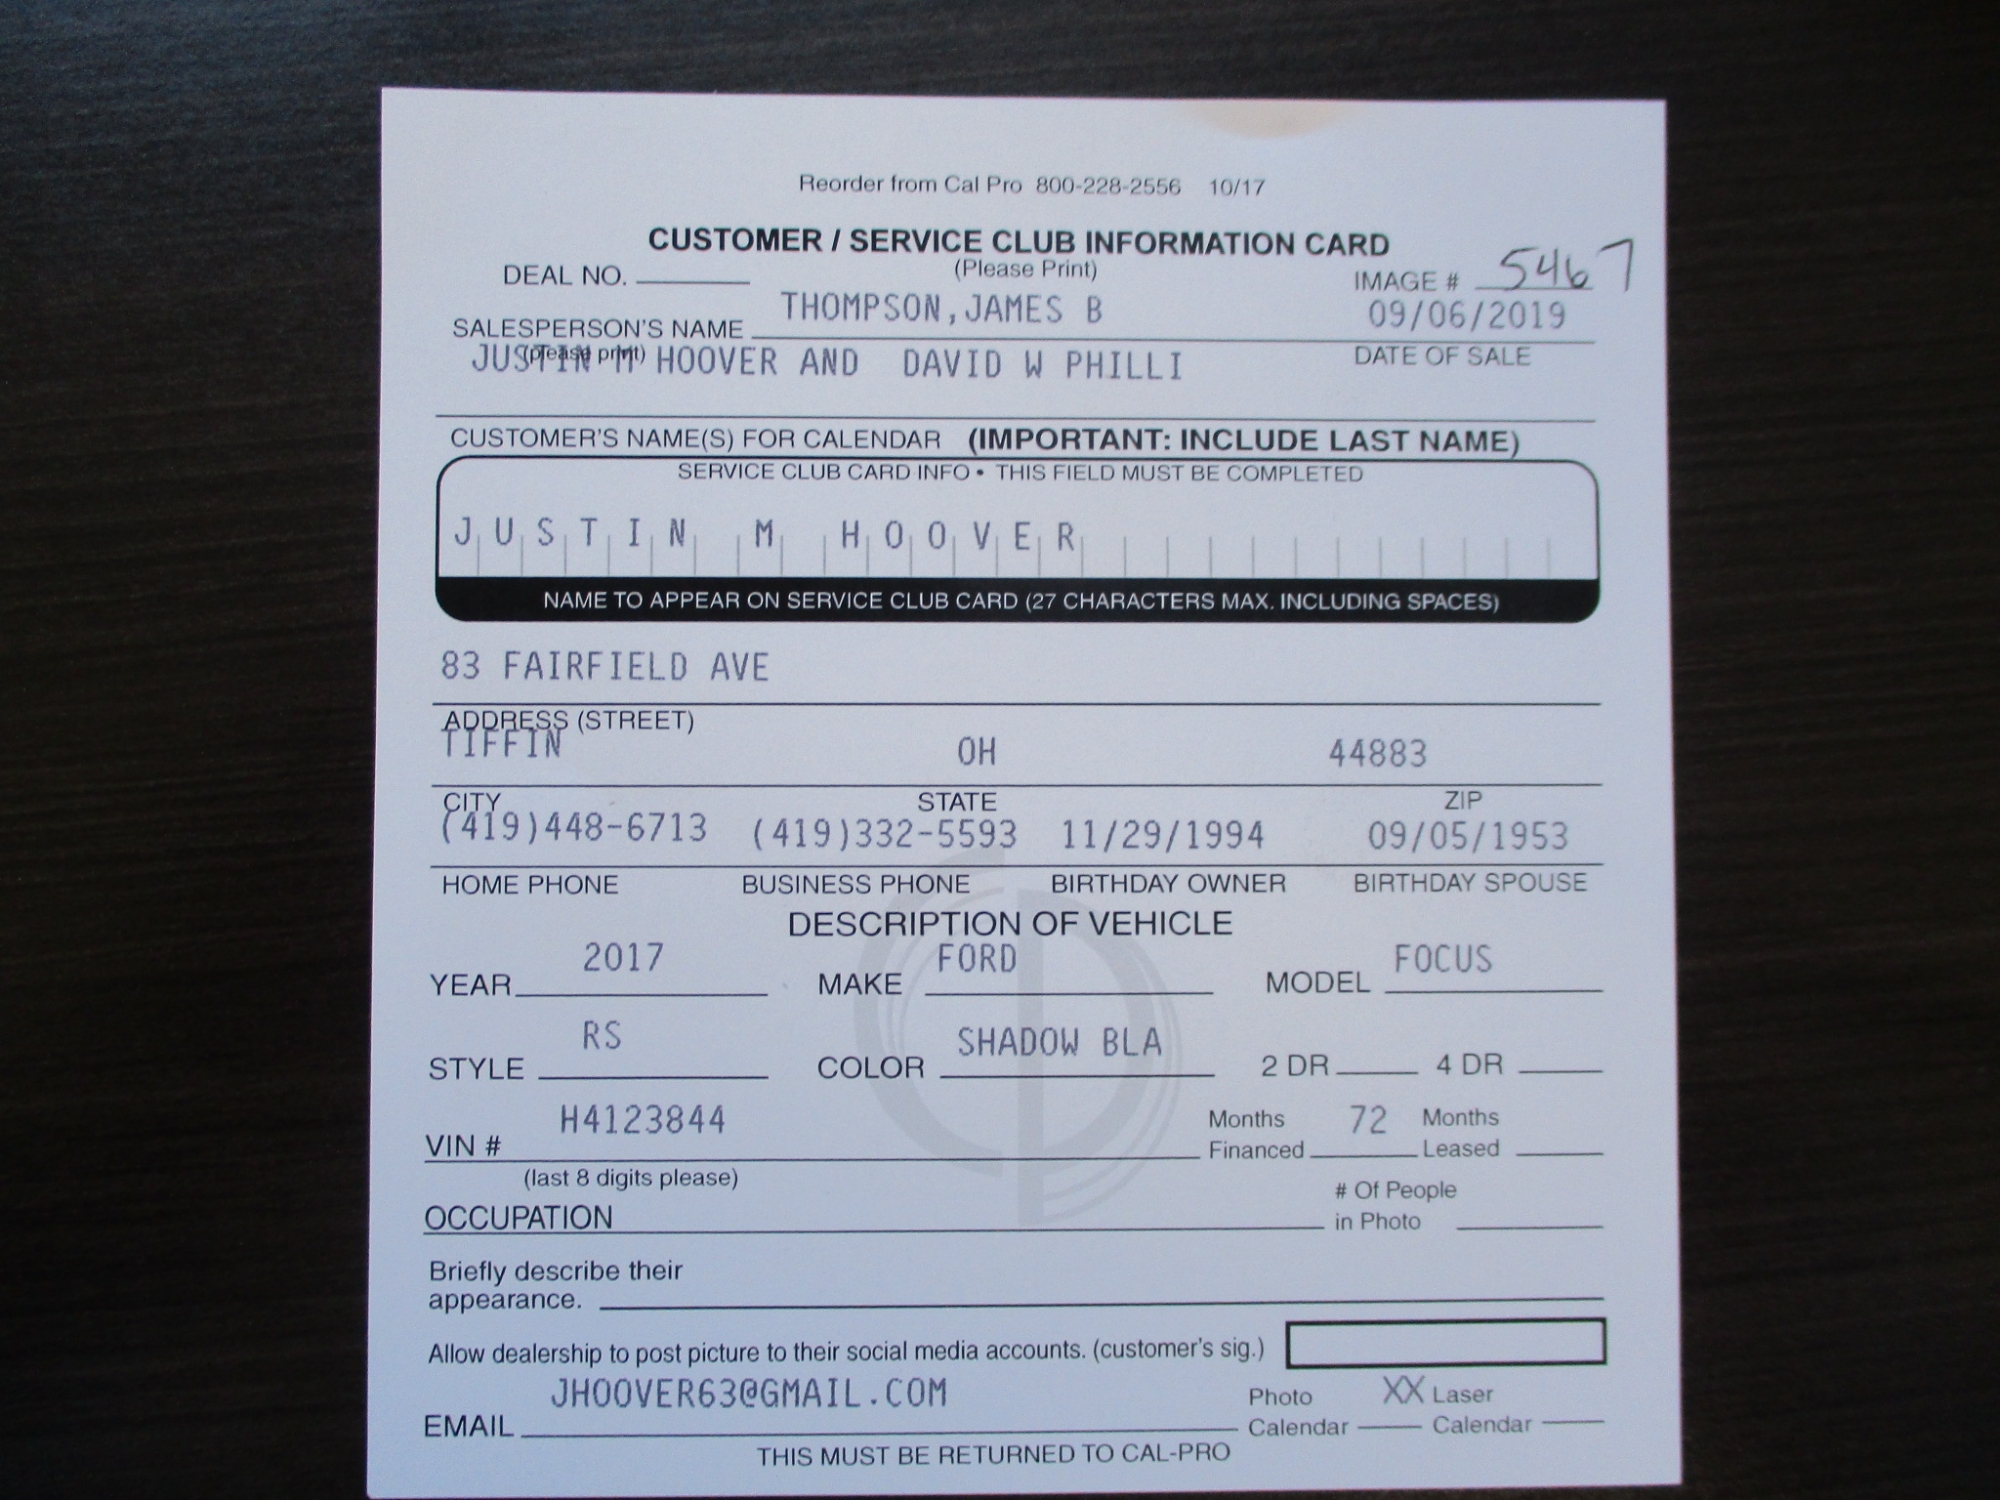 Reorder from Cal Pro 800-228-2556 10/17
CUSTOMER / SERVICE CLUB INFORMATION CARD
(Please Print)
DEAL NO. IMAGE # 5467
THOMPSON,JAMES B 09/06/2019
SALESPERSON'S NAME
(please print) DATE OF SALE
JUSTIN M HOOVER AND DAVID W PHILLI
CUSTOMER'S NAME(S) FOR CALENDAR (IMPORTANT: INCLUDE LAST NAME)
SERVICE CLUB CARD INFO • THIS FIELD MUST BE COMPLETED
JUSTIN M HOOVER
NAME TO APPEAR ON SERVICE CLUB CARD (27 CHARACTERS MAX. INCLUDING SPACES)
83 FAIRFIELD AVE
ADDRESS (STREET)
TIFFIN OH 44883
CITY STATE ZIP
(419)448-6713 (419)332-5593 11/29/1994 09/05/1953
HOME PHONE BUSINESS PHONE BIRTHDAY OWNER BIRTHDAY SPOUSE
DESCRIPTION OF VEHICLE
YEAR 2017 MAKE FORD MODEL FOCUS
STYLE RS COLOR SHADOW BLA 2 DR 4 DR
VIN # H4123844 Months Financed 72 Months Leased
(last 8 digits please)
OCCUPATION # Of People in Photo
Briefly describe their
appearance.
Allow dealership to post picture to their social media accounts. (customer's sig.)
EMAIL JHOOVER63@GMAIL.COM Photo Calendar XX Laser Calendar
THIS MUST BE RETURNED TO CAL-PRO